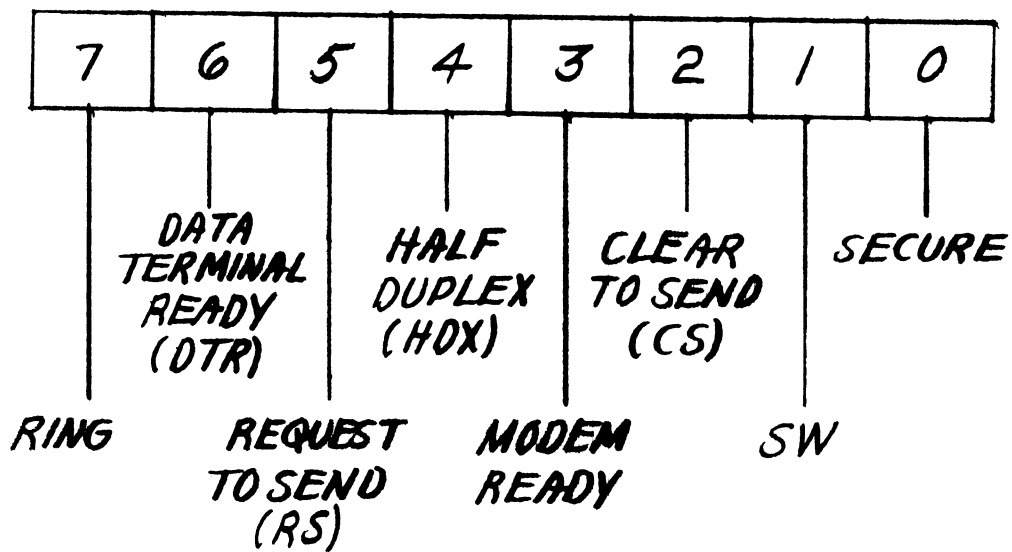 7 6 5 4 3 2 1 0
DATA
TERMINAL
READY
(DTR)
HALF
DUPLEX
(HDX)
CLEAR
TO SEND
(CS)
SECURE
RING
REQUEST
TO SEND
(RS)
MODEM
READY
SW